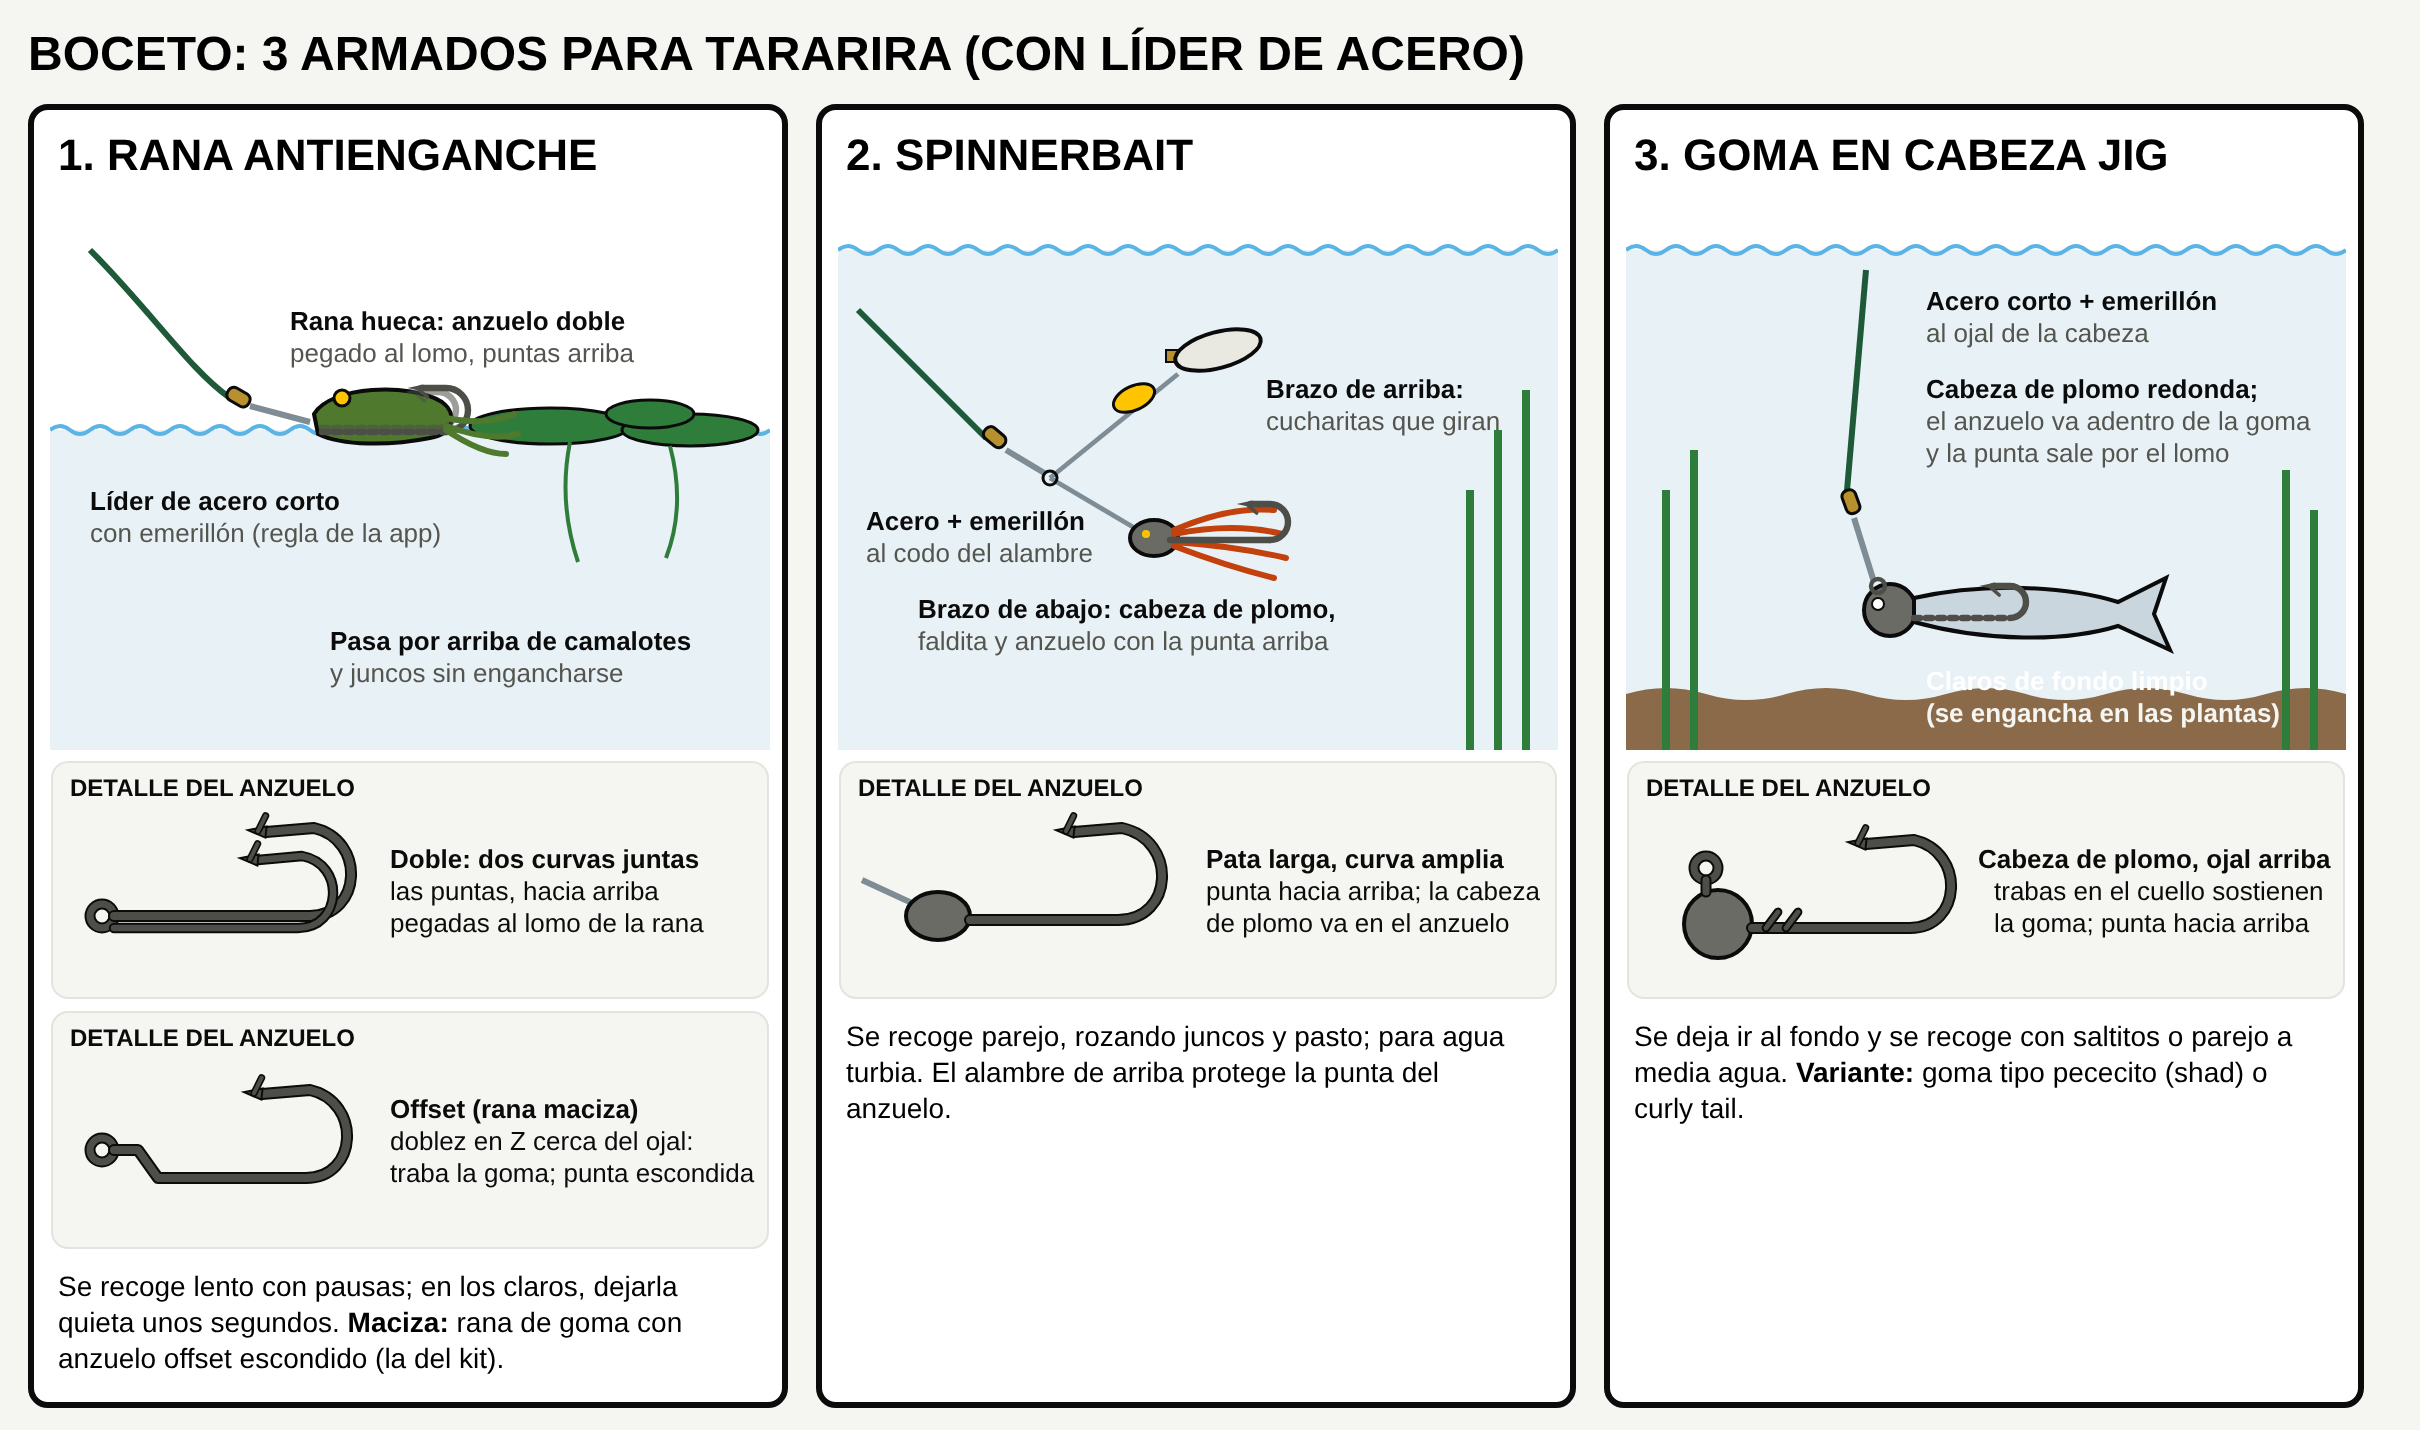 BOCETO: 3 ARMADOS PARA TARARIRA (CON LÍDER DE ACERO)
1. RANA ANTIENGANCHE
Rana hueca: anzuelo doble
pegado al lomo, puntas arriba
Líder de acero corto
con emerillón (regla de la app)
Pasa por arriba de camalotes
y juncos sin engancharse
DETALLE DEL ANZUELO
Doble: dos curvas juntas
las puntas, hacia arriba
pegadas al lomo de la rana
DETALLE DEL ANZUELO
Offset (rana maciza)
doblez en Z cerca del ojal:
traba la goma; punta escondida
Se recoge lento con pausas; en los claros, dejarla
quieta unos segundos. Maciza: rana de goma con
anzuelo offset escondido (la del kit).
2. SPINNERBAIT
Brazo de arriba:
cucharitas que giran
Acero + emerillón
al codo del alambre
Brazo de abajo: cabeza de plomo,
faldita y anzuelo con la punta arriba
DETALLE DEL ANZUELO
Pata larga, curva amplia
punta hacia arriba; la cabeza
de plomo va en el anzuelo
Se recoge parejo, rozando juncos y pasto; para agua
turbia. El alambre de arriba protege la punta del
anzuelo.
3. GOMA EN CABEZA JIG
Acero corto + emerillón
al ojal de la cabeza
Cabeza de plomo redonda;
el anzuelo va adentro de la goma
y la punta sale por el lomo
Claros de fondo limpio
(se engancha en las plantas)
DETALLE DEL ANZUELO
Cabeza de plomo, ojal arriba
trabas en el cuello sostienen
la goma; punta hacia arriba
Se deja ir al fondo y se recoge con saltitos o parejo a
media agua. Variante: goma tipo pececito (shad) o
curly tail.